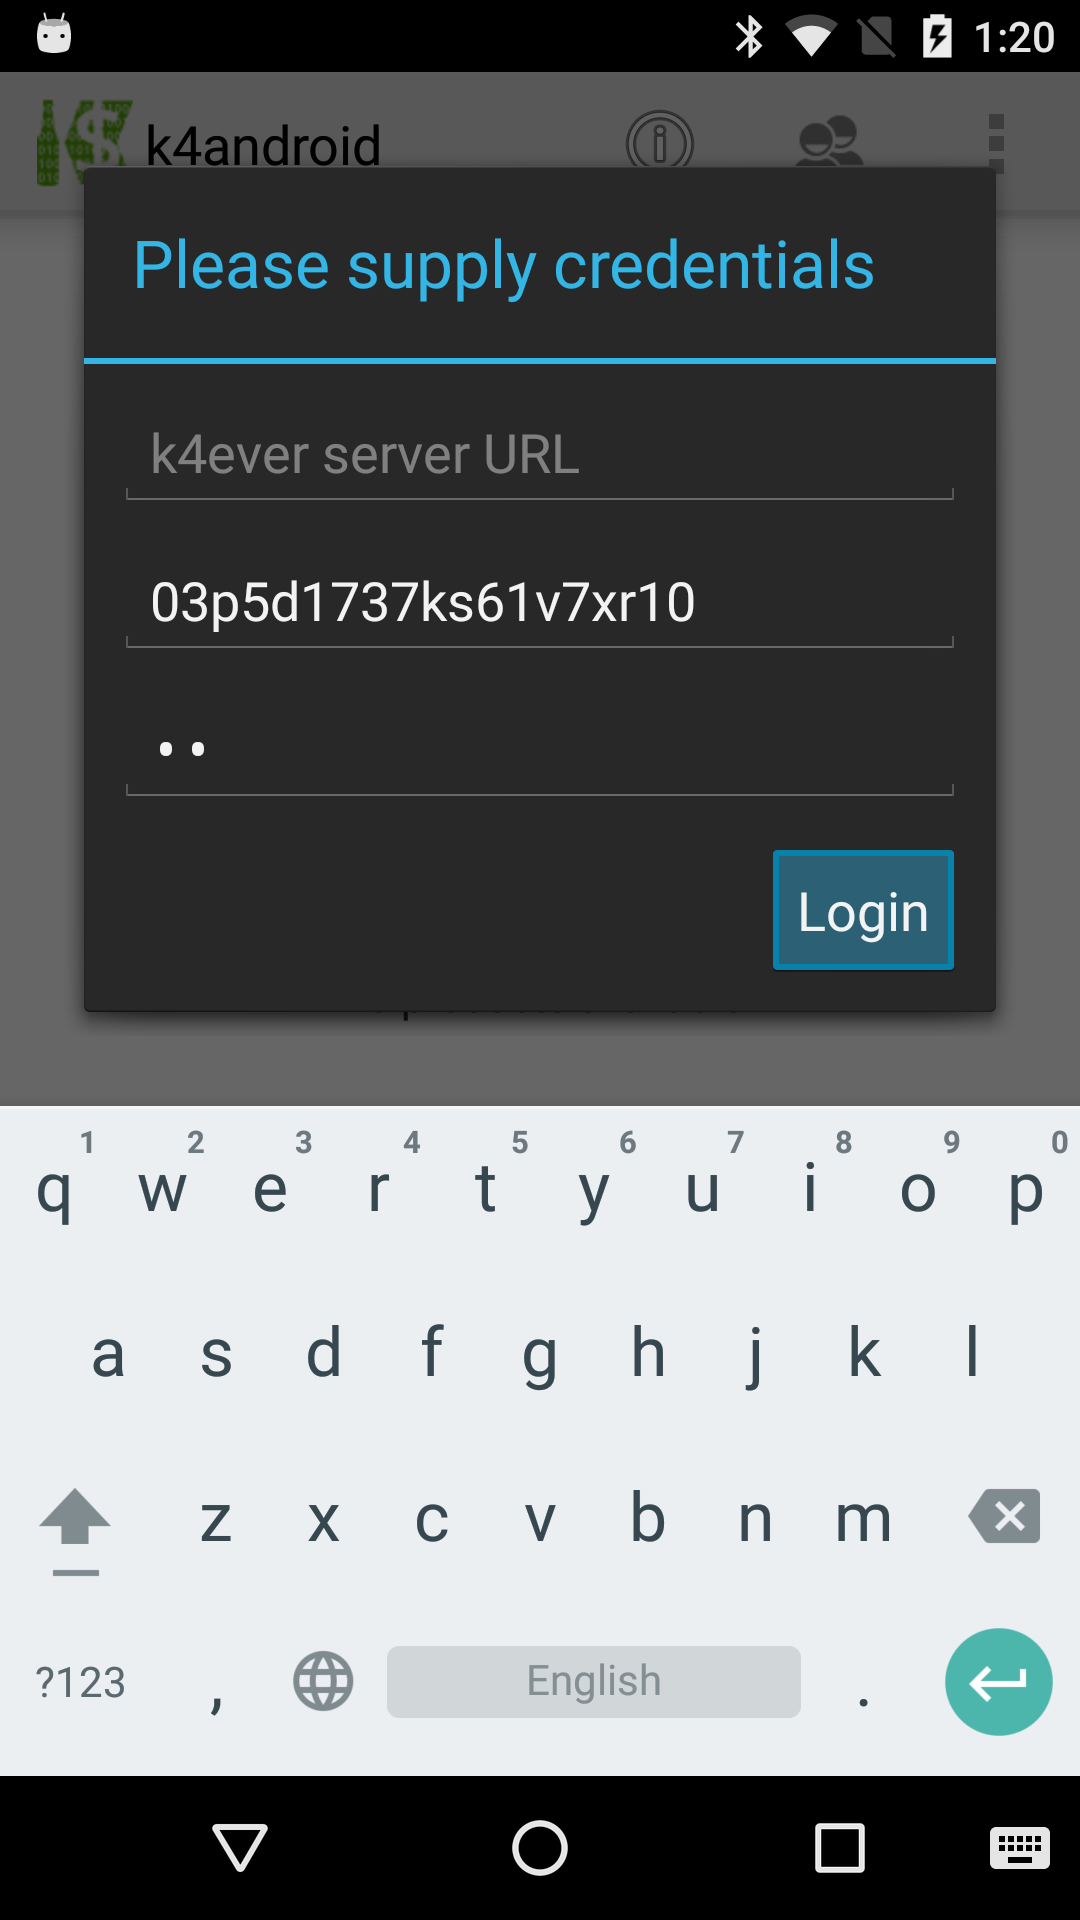 1:20
k4android
Please supply credentials
k4ever server URL
03p5d1737ks61v7xr10
••
Login
1 2 3 4 5 6 7 8 9 0
q w e r t y u i o p
a s d f g h j k l
z x c v b n m
?123 , English .